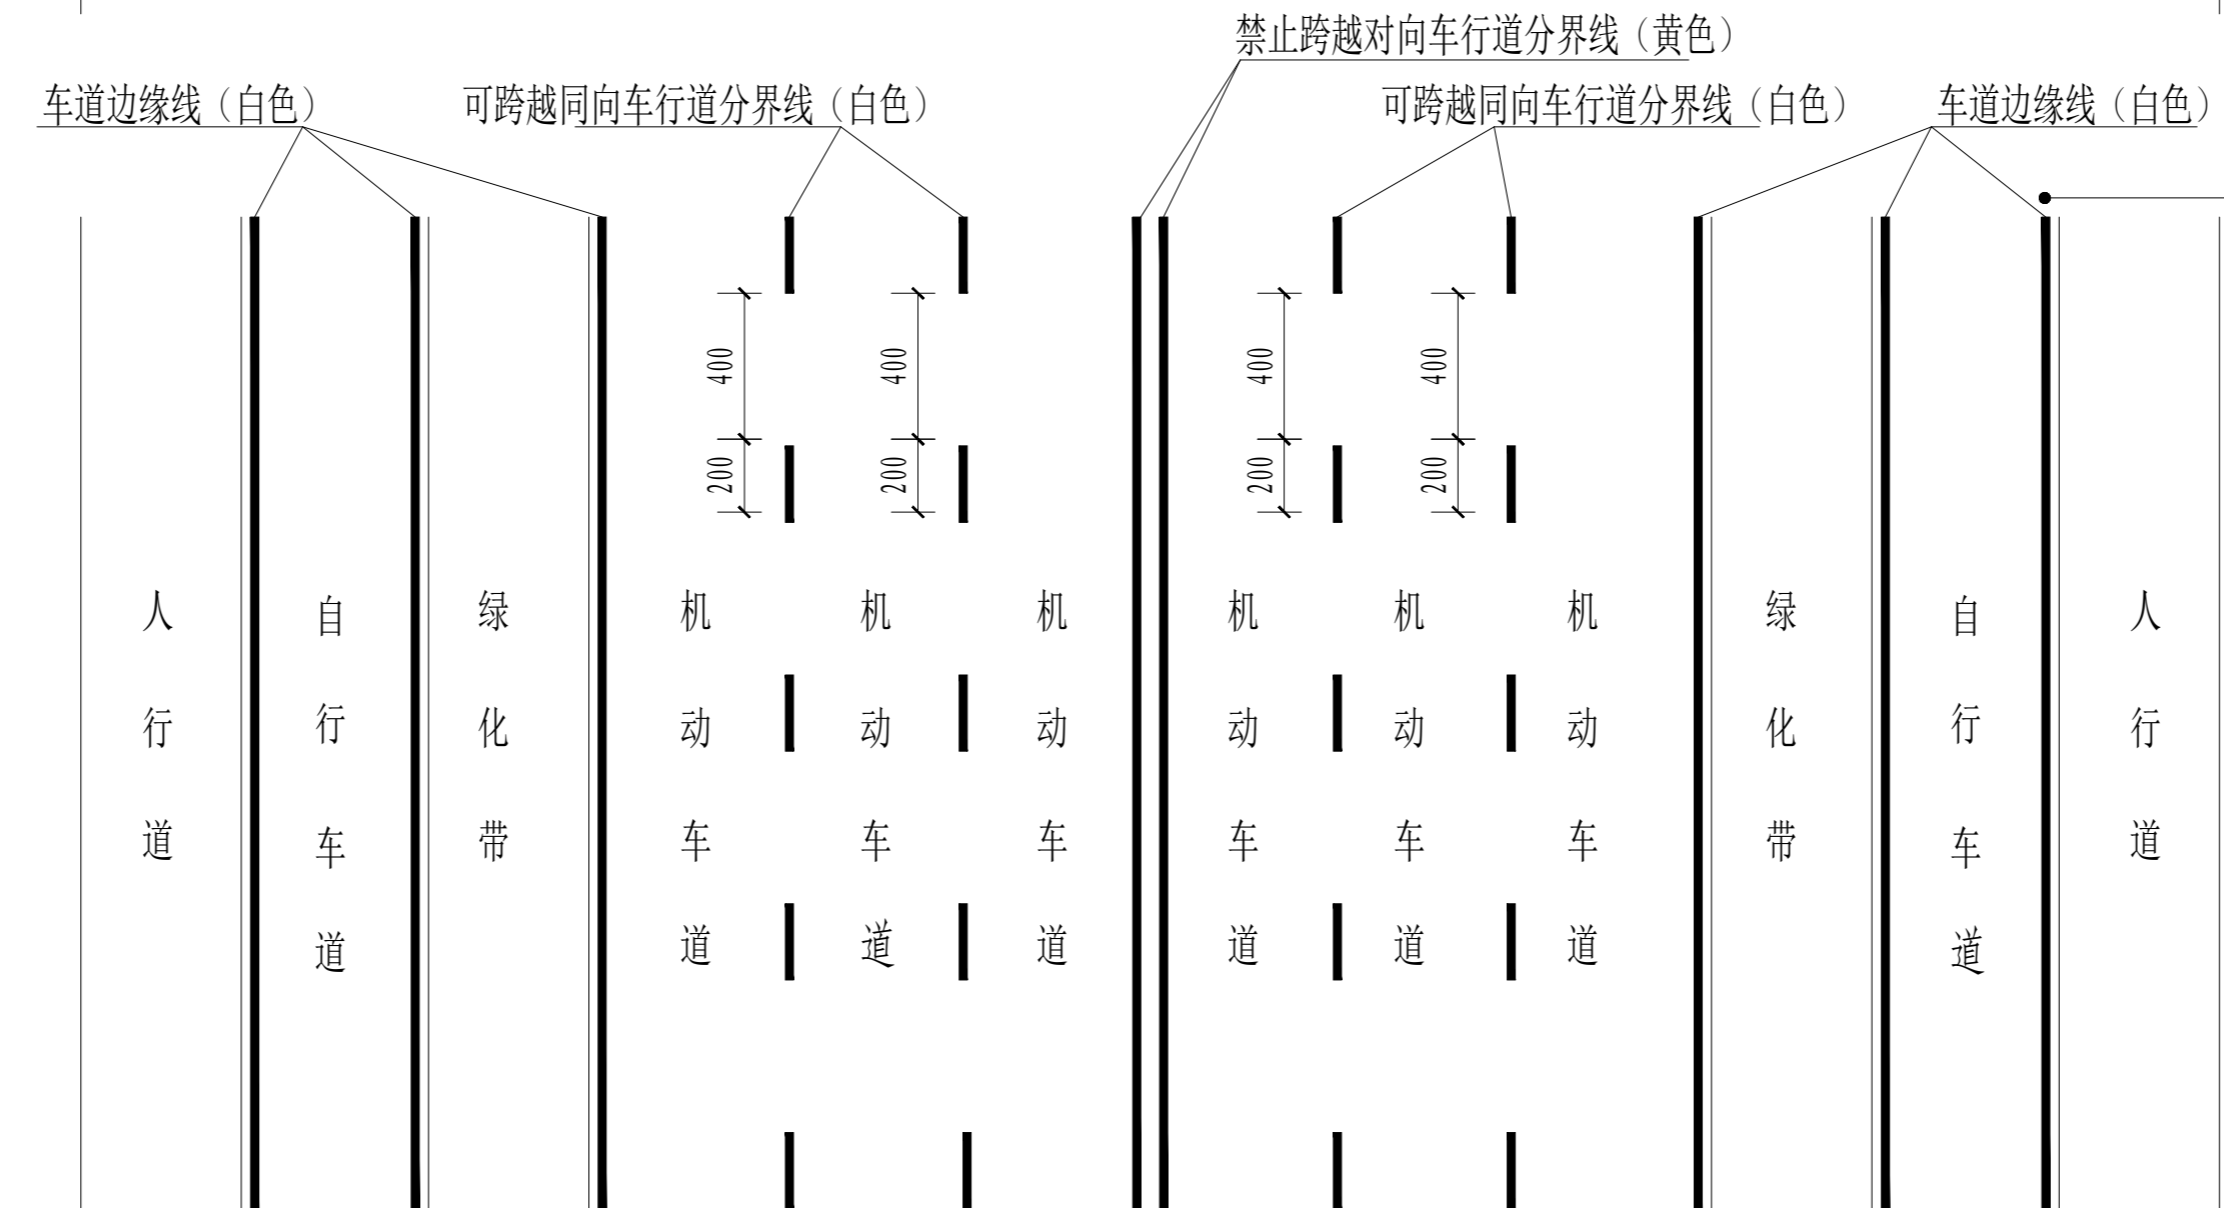 禁止跨越对向车行道分界线（黄色）
车道边缘线（白色）
可跨越同向车行道分界线（白色）
可跨越同向车行道分界线（白色）
车道边缘线（白色）
400
400
400
400
200
200
200
200
人行道
自行车道
绿化带
机动车道
机动车道
机动车道
机动车道
机动车道
机动车道
绿化带
自行车道
人行道